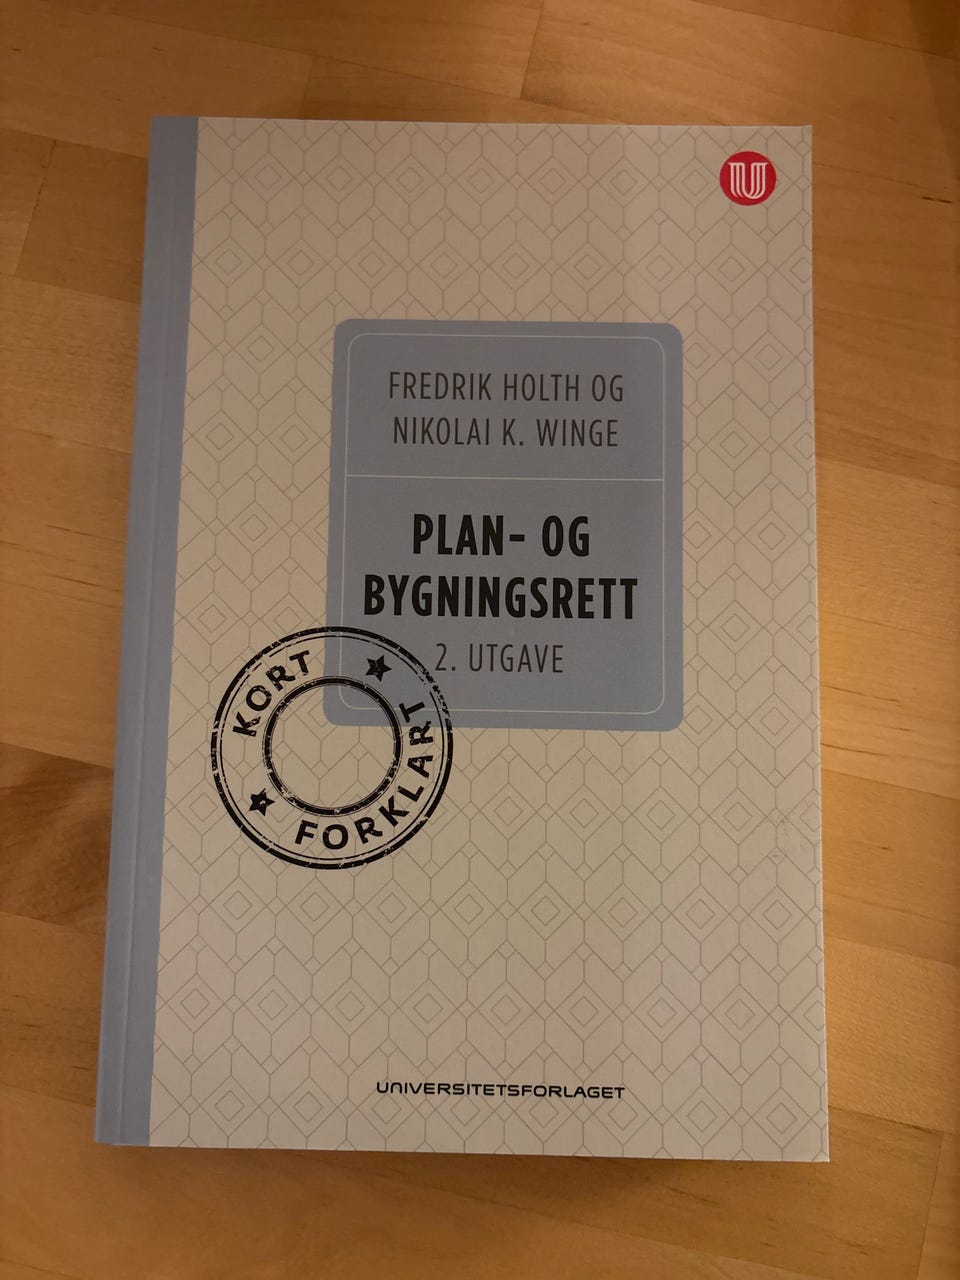 U
FREDRIK HOLTH OG
NIKOLAI K. WINGE
PLAN- OG
BYGNINGSRETT
2. UTGAVE
KORT
FORKLART
UNIVERSITETSFORLAGET